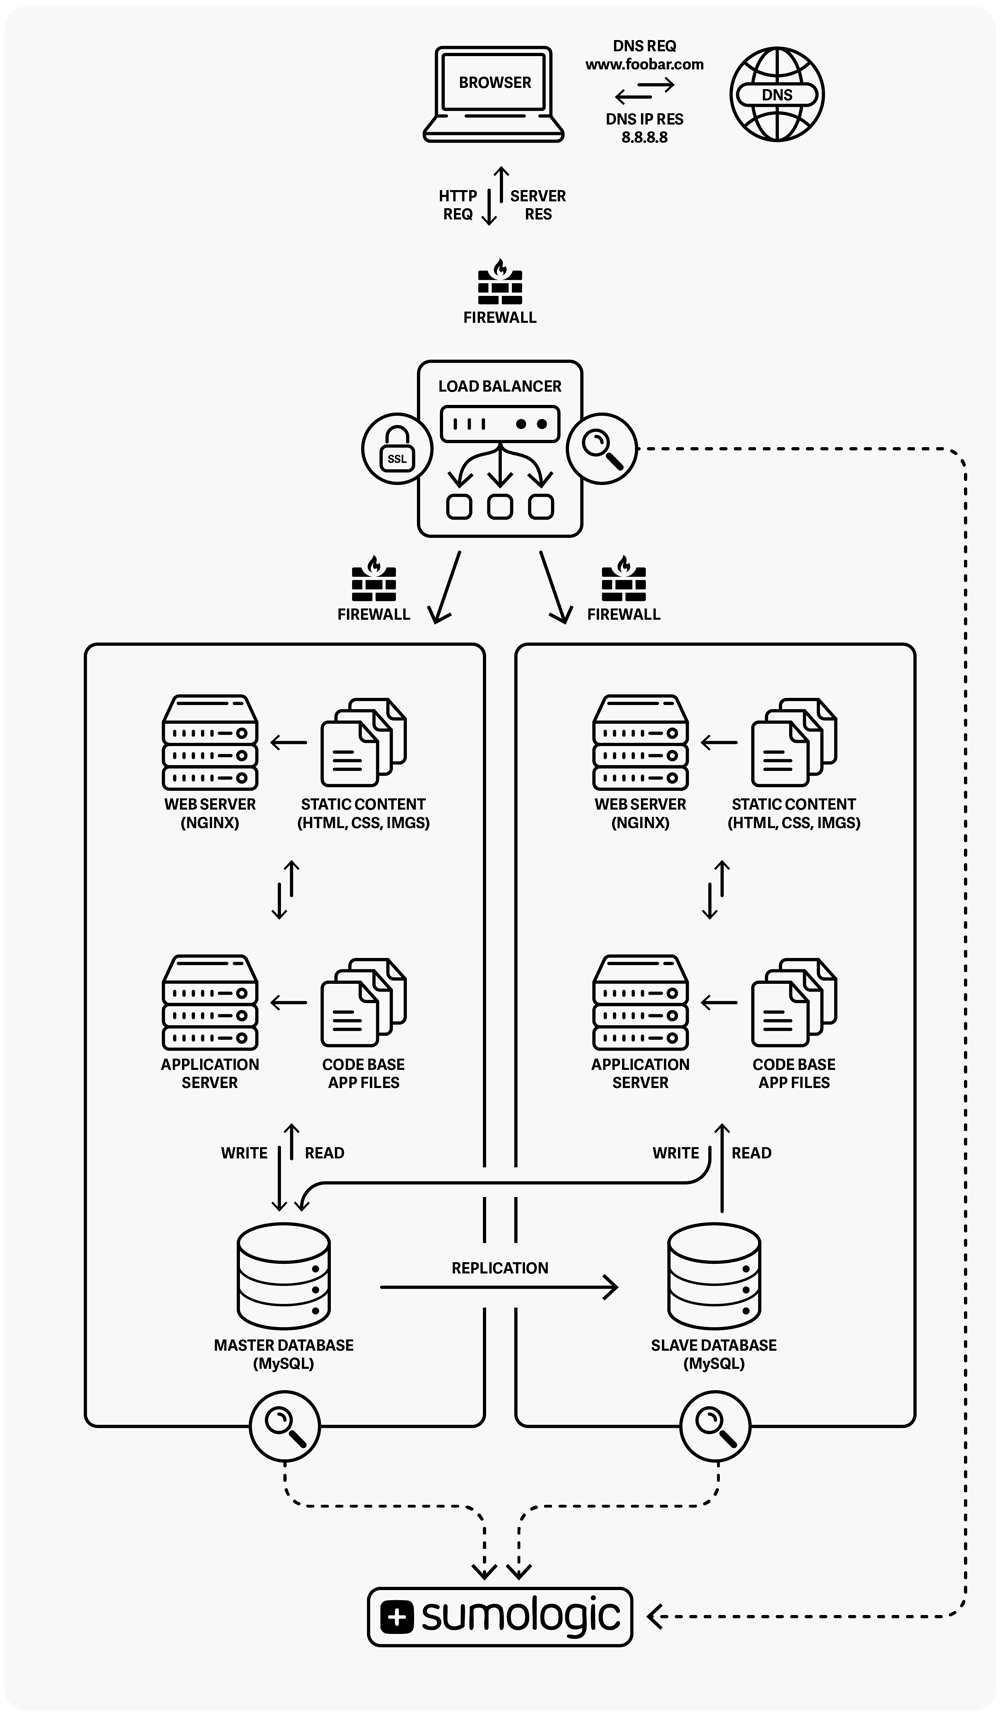 DNS REQ
www.foobar.com
BROWSER
DNS
DNS IP RES
8.8.8.8
HTTP
REQ
SERVER
RES
FIREWALL
LOAD BALANCER
SSL
FIREWALL
FIREWALL
WEB SERVER
(NGINX)
STATIC CONTENT
(HTML, CSS, IMGS)
WEB SERVER
(NGINX)
STATIC CONTENT
(HTML, CSS, IMGS)
APPLICATION
SERVER
CODE BASE
APP FILES
APPLICATION
SERVER
CODE BASE
APP FILES
WRITE
READ
WRITE
READ
REPLICATION
MASTER DATABASE
(MySQL)
SLAVE DATABASE
(MySQL)
sumologic